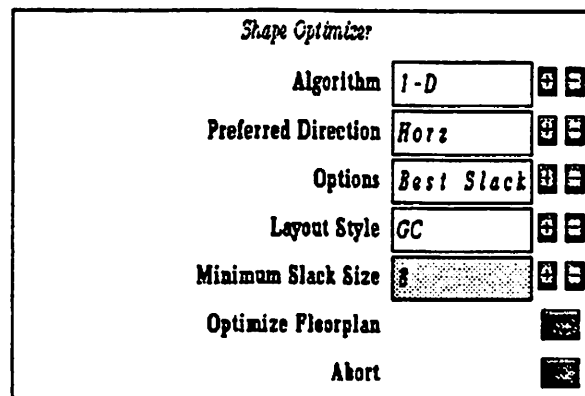 Shape Optimizer
Algorithm 1-D + -
Preferred Direction Horz + -
Options Best Slack + -
Layout Style GC + -
Minimum Slack Size 8 + -
Optimize Floorplan
Abort